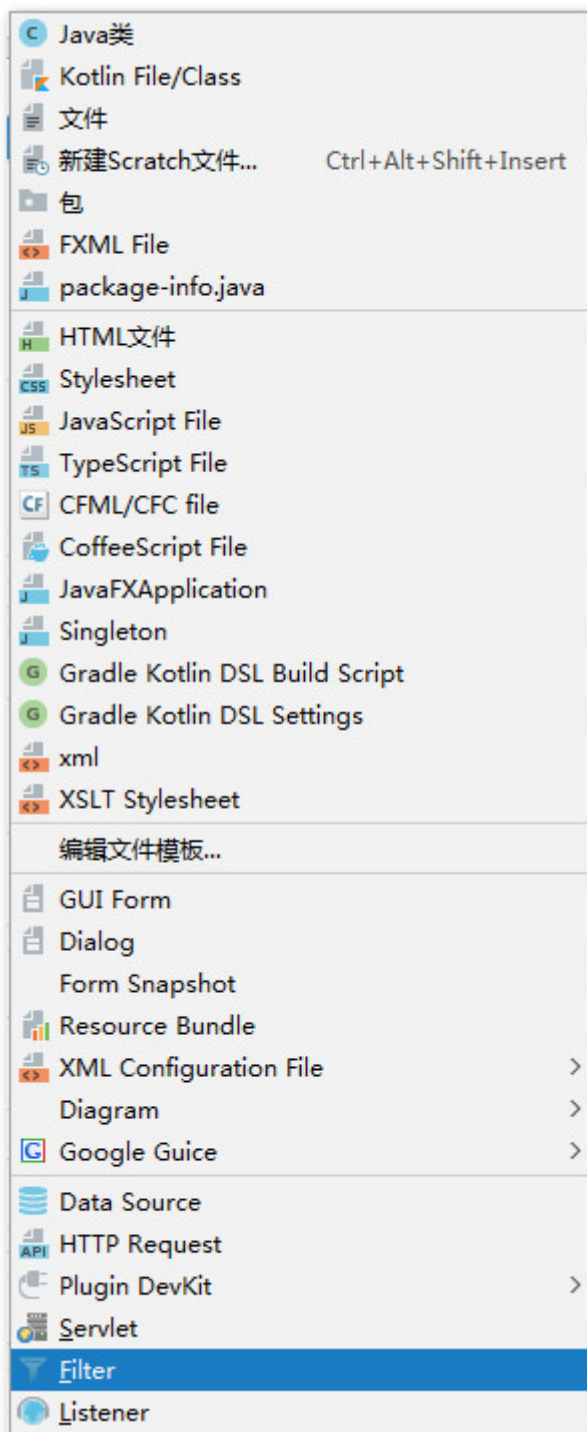 Java类
Kotlin File/Class
文件
新建Scratch文件... Ctrl+Alt+Shift+Insert
包
FXML File
package-info.java
HTML文件
Stylesheet
JavaScript File
TypeScript File
CFML/CFC file
CoffeeScript File
JavaFXApplication
Singleton
Gradle Kotlin DSL Build Script
Gradle Kotlin DSL Settings
xml
XSLT Stylesheet
编辑文件模板...
GUI Form
Dialog
Form Snapshot
Resource Bundle
XML Configuration File
Diagram
Google Guice
Data Source
HTTP Request
Plugin DevKit
Servlet
Filter
Listener